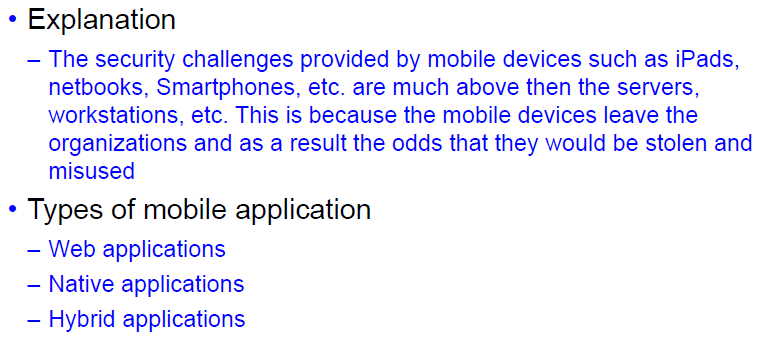 • Explanation
– The security challenges provided by mobile devices such as iPads,
netbooks, Smartphones, etc. are much above then the servers,
workstations, etc. This is because the mobile devices leave the
organizations and as a result the odds that they would be stolen and
misused
• Types of mobile application
– Web applications
– Native applications
– Hybrid applications